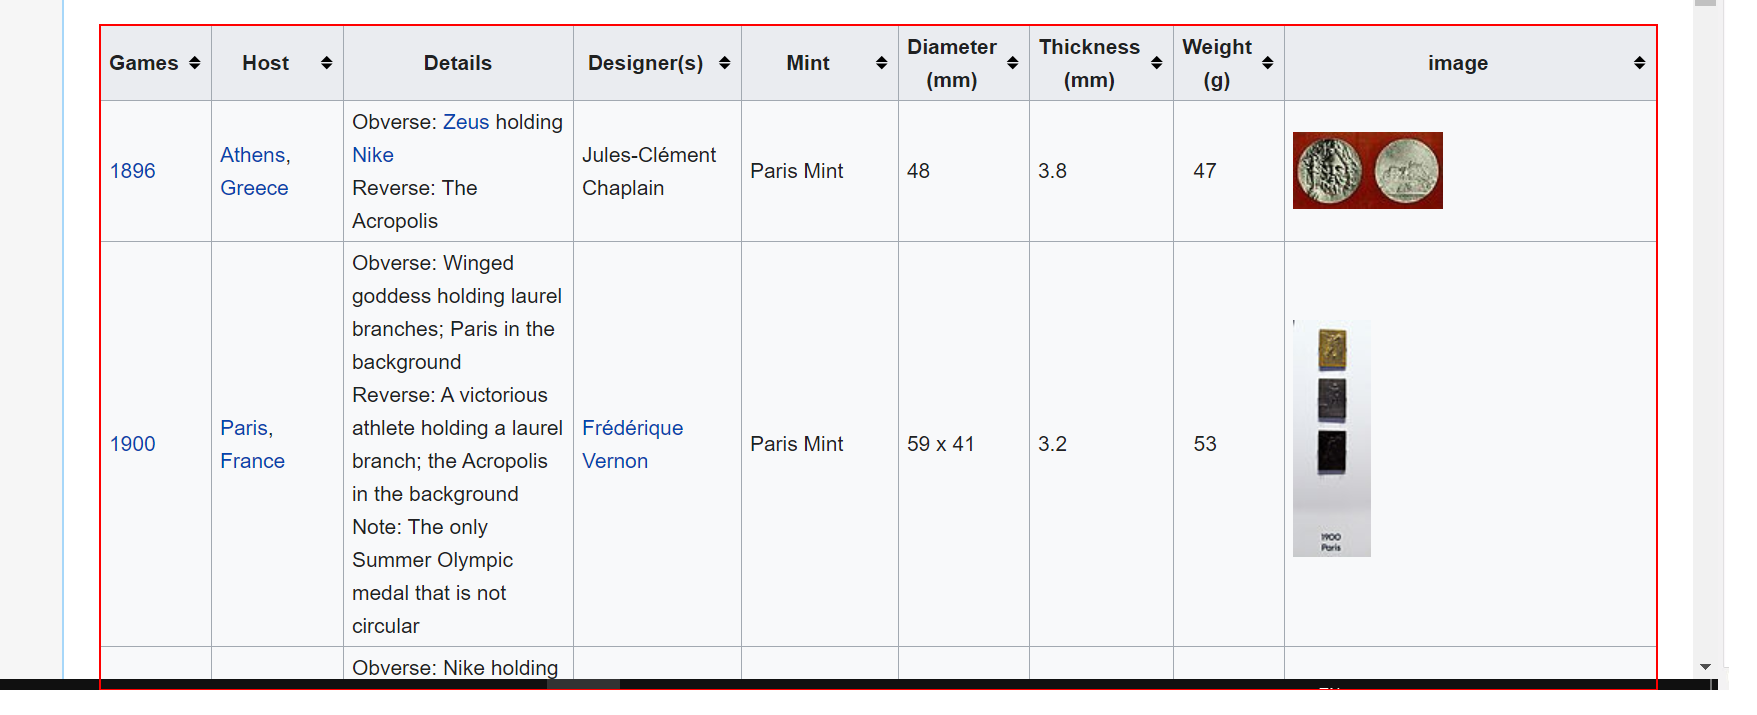 Games Host Details Designer(s) Mint Diameter (mm) Thickness (mm) Weight (g) image
1896
Athens,
Greece
Obverse: Zeus holding
Nike
Reverse: The
Acropolis
Jules-Clément
Chaplain
Paris Mint
48
3.8
47
1900
Paris,
France
Obverse: Winged
goddess holding laurel
branches; Paris in the
background
Reverse: A victorious
athlete holding a laurel
branch; the Acropolis
in the background
Note: The only
Summer Olympic
medal that is not
circular
Frédérique
Vernon
Paris Mint
59 x 41
3.2
53
1900
Paris
Obverse: Nike holding